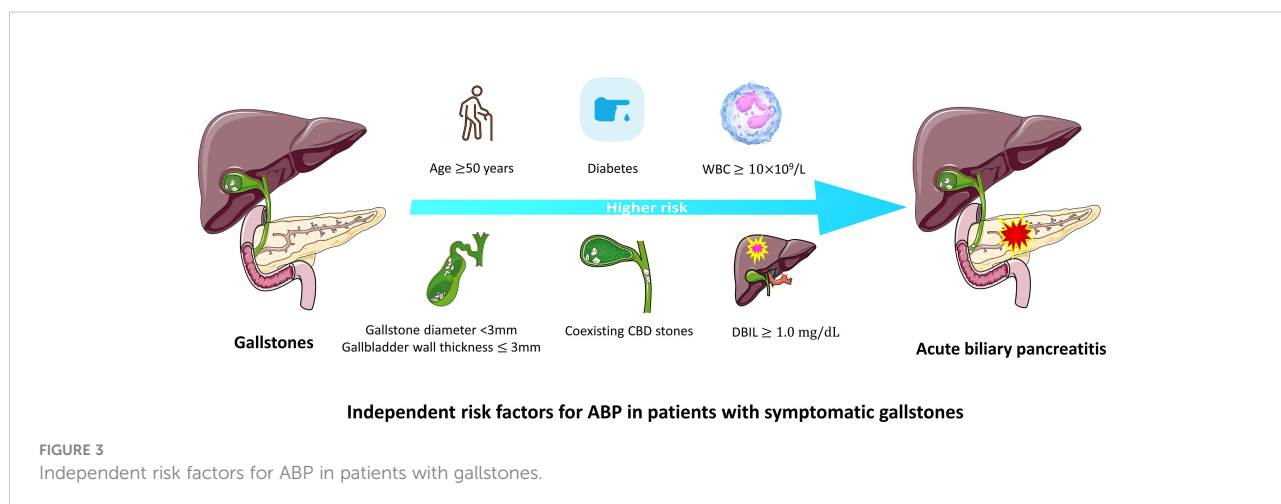 Age ≥50 years
Diabetes
WBC ≥ 10×10⁹/L
Higher risk
Gallstones
Gallstone diameter <3mm
Gallbladder wall thickness ≤ 3mm
Coexisting CBD stones
DBIL ≥ 1.0 mg/dL
Acute biliary pancreatitis
Independent risk factors for ABP in patients with symptomatic gallstones
FIGURE 3
Independent risk factors for ABP in patients with gallstones.